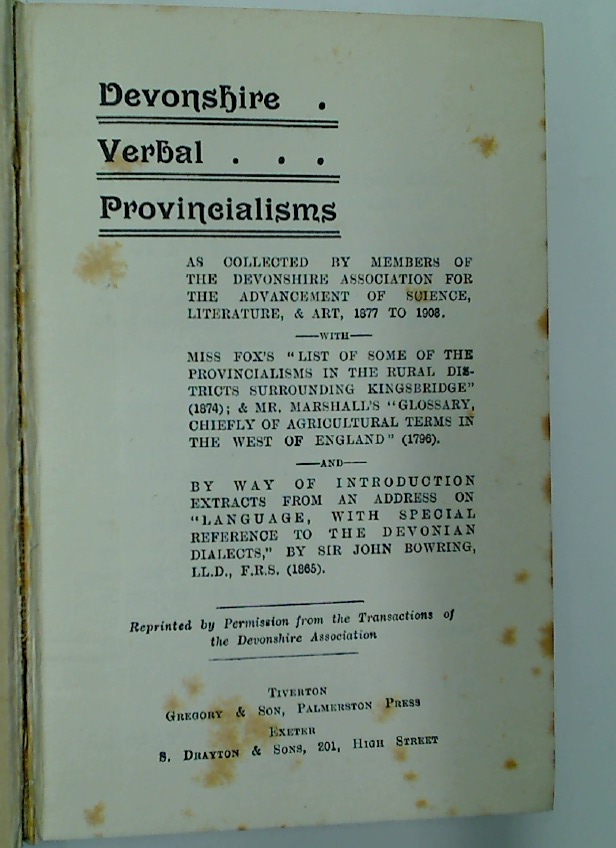 Devonshire .
Verbal . . .
Provincialisms
AS COLLECTED BY MEMBERS OF
THE DEVONSHIRE ASSOCIATION FOR
THE ADVANCEMENT OF SCIENCE,
LITERATURE, & ART, 1877 TO 1908.
—WITH—
MISS FOX'S "LIST OF SOME OF THE
PROVINCIALISMS IN THE RURAL DIS-
TRICTS SURROUNDING KINGSBRIDGE"
(1874); & MR. MARSHALL'S "GLOSSARY,
CHIEFLY OF AGRICULTURAL TERMS IN
THE WEST OF ENGLAND" (1796).
—AND—
BY WAY OF INTRODUCTION
EXTRACTS FROM AN ADDRESS ON
"LANGUAGE, WITH SPECIAL
REFERENCE TO THE DEVONIAN
DIALECTS," BY SIR JOHN BOWRING,
LL.D., F.R.S. (1865).
Reprinted by Permission from the Transactions of
the Devonshire Association
TIVERTON
GREGORY & SON, PALMERSTON PRESS
EXETER
S. DRAYTON & SONS, 201, HIGH STREET